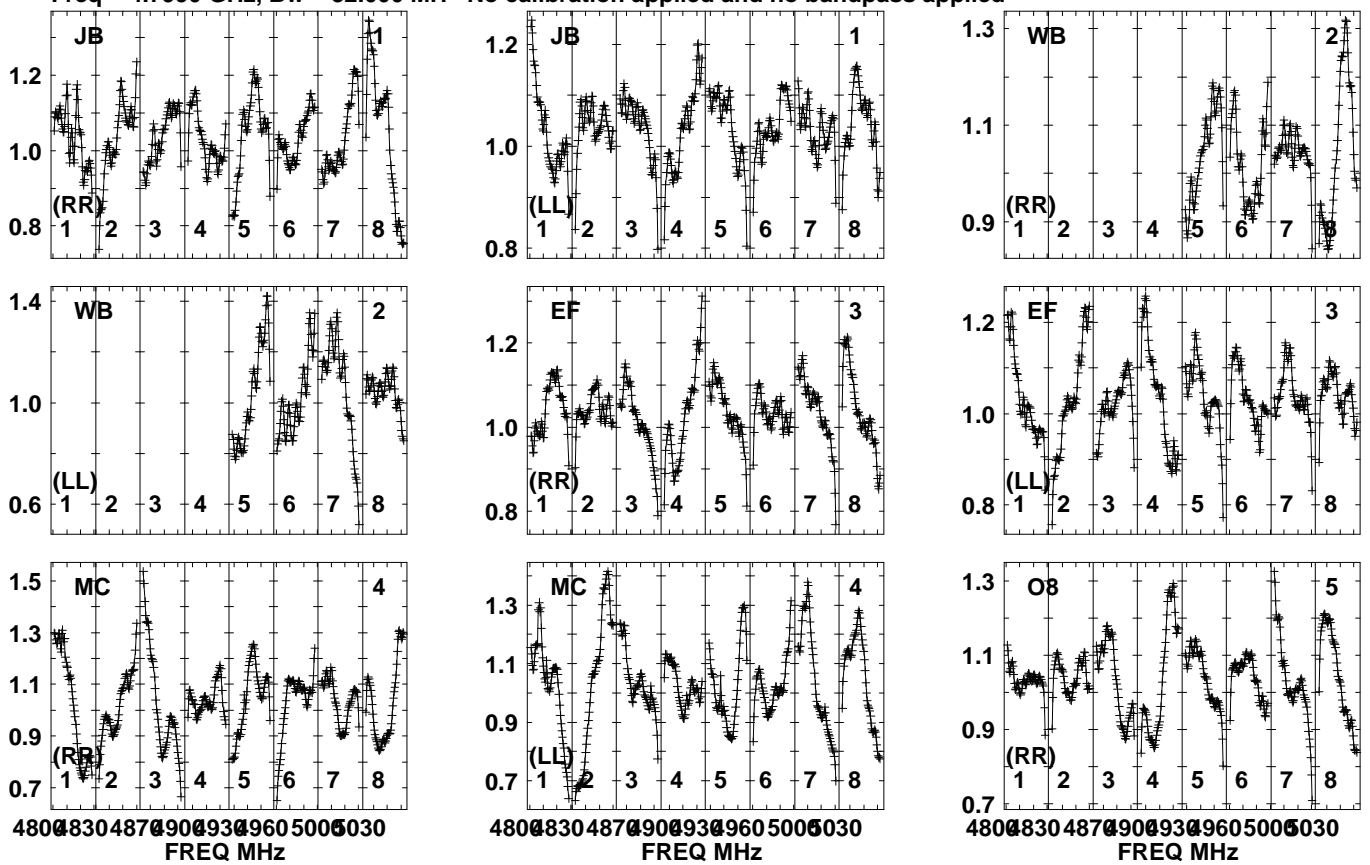 No calibration applied and no bandpass applied
JB 1 JB 1 WB 2
1.2 1.2 1.3
1.0 1.0 1.1
0.8 0.8 0.9
(RR) (LL) (RR)
1 2 3 4 5 6 7 8 1 2 3 4 5 6 7 8 1 2 3 4 5 6 7 8
WB 2 EF 3 EF 3
1.4 1.2 1.2
1.2 1.0 1.0
1.0 0.8 0.8
0.6
(LL) (RR) (LL)
1 2 3 4 5 6 7 8 1 2 3 4 5 6 7 8 1 2 3 4 5 6 7 8
MC 4 MC 4 O8 5
1.5 1.3 1.3
1.3 1.1 1.1
1.1 0.9 0.9
0.9 0.7 0.7
0.7
(RR) (LL) (RR)
1 2 3 4 5 6 7 8 1 2 3 4 5 6 7 8 1 2 3 4 5 6 7 8
4800 4830 4870 4900 4930 4960 5000 5030 4800 4830 4870 4900 4930 4960 5000 5030 4800 4830 4870 4900 4930 4960 5000 5030
FREQ MHz FREQ MHz FREQ MHz